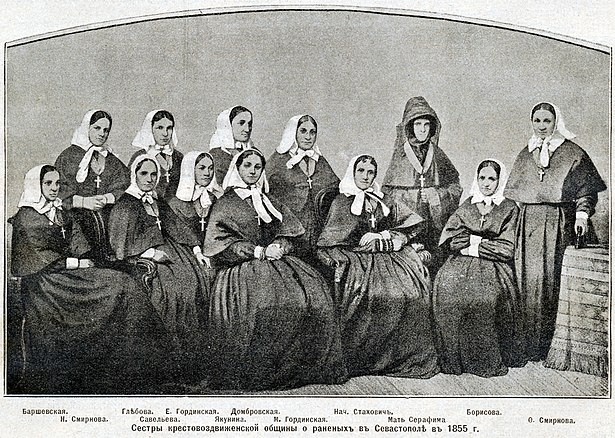 Баршевская. Глѣбова. Е. Гординская. Домбровская. Нач. Стаховичъ. Борисова.
Н. Смирнова. Савельева. Якунина. М. Гординская. Мать Серафима О. Смирнова.
Сестры крестовоздвиженской общины о раненыхъ въ Севастополѣ въ 1855 г.